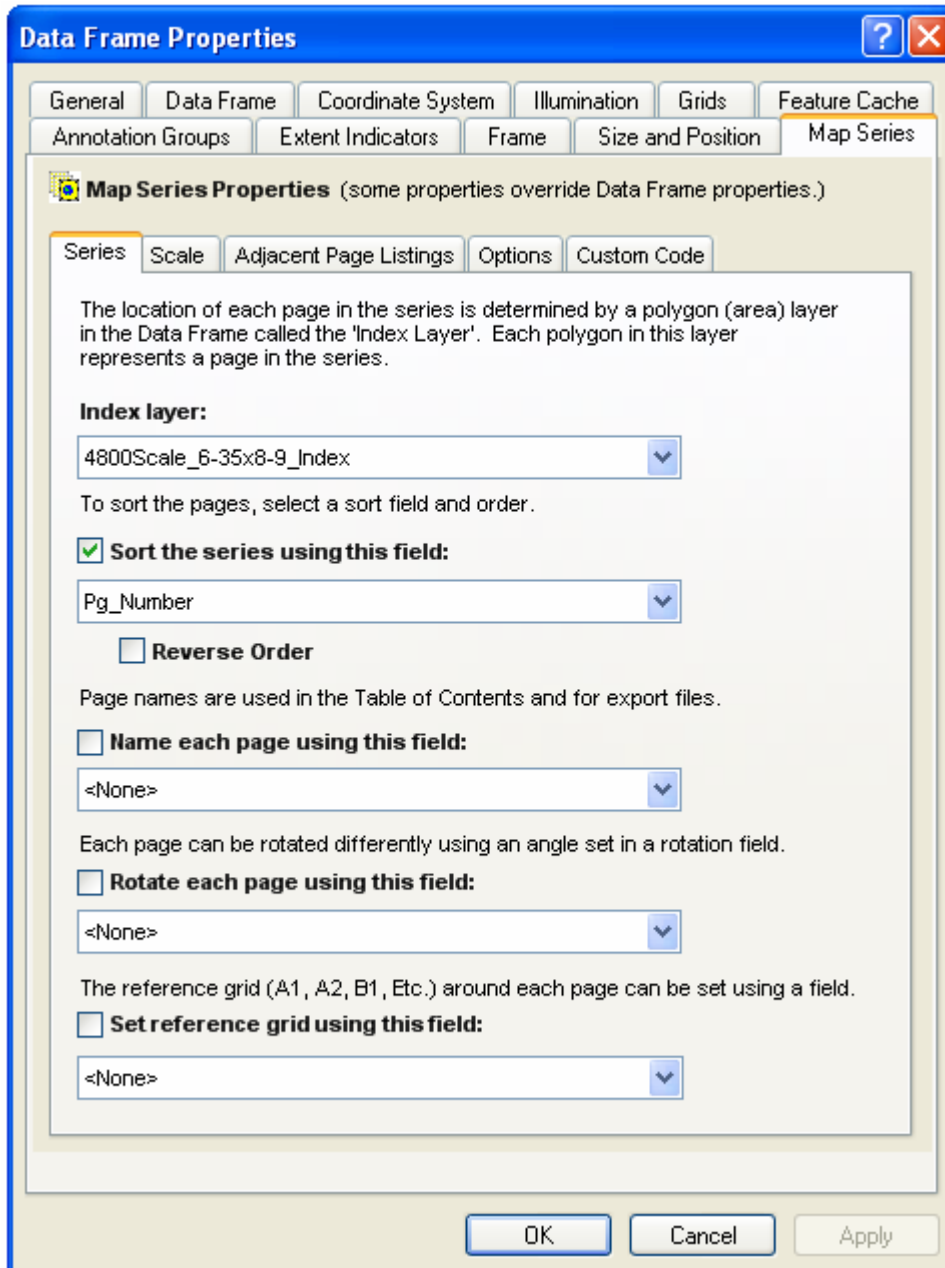 Data Frame Properties
General Data Frame Coordinate System Illumination Grids Feature Cache
Annotation Groups Extent Indicators Frame Size and Position Map Series
Map Series Properties (some properties override Data Frame properties.)
Series Scale Adjacent Page Listings Options Custom Code
The location of each page in the series is determined by a polygon (area) layer
in the Data Frame called the 'Index Layer'. Each polygon in this layer
represents a page in the series.
Index layer:
4800Scale_6-35x8-9_Index
To sort the pages, select a sort field and order.
Sort the series using this field:
Pg_Number
Reverse Order
Page names are used in the Table of Contents and for export files.
Name each page using this field:
<None>
Each page can be rotated differently using an angle set in a rotation field.
Rotate each page using this field:
<None>
The reference grid (A1, A2, B1, Etc.) around each page can be set using a field.
Set reference grid using this field:
<None>
OK Cancel Apply